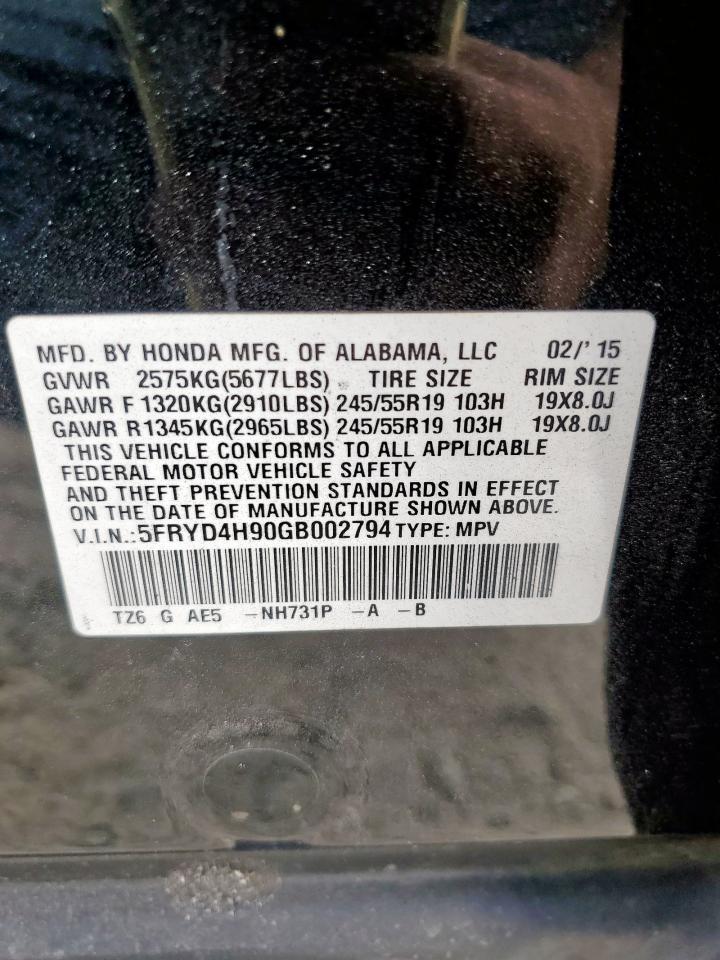 MFD. BY HONDA MFG. OF ALABAMA, LLC 02/'15
GVWR 2575KG(5677LBS) TIRE SIZE RIM SIZE
GAWR F 1320KG(2910LBS) 245/55R19 103H 19X8.0J
GAWR R 1345KG(2965LBS) 245/55R19 103H 19X8.0J
THIS VEHICLE CONFORMS TO ALL APPLICABLE
FEDERAL MOTOR VEHICLE SAFETY
AND THEFT PREVENTION STANDARDS IN EFFECT
ON THE DATE OF MANUFACTURE SHOWN ABOVE.
V.I.N.:5FRYD4H90GB002794 TYPE: MPV
TZ6 G AE5 -NH731P -A -B